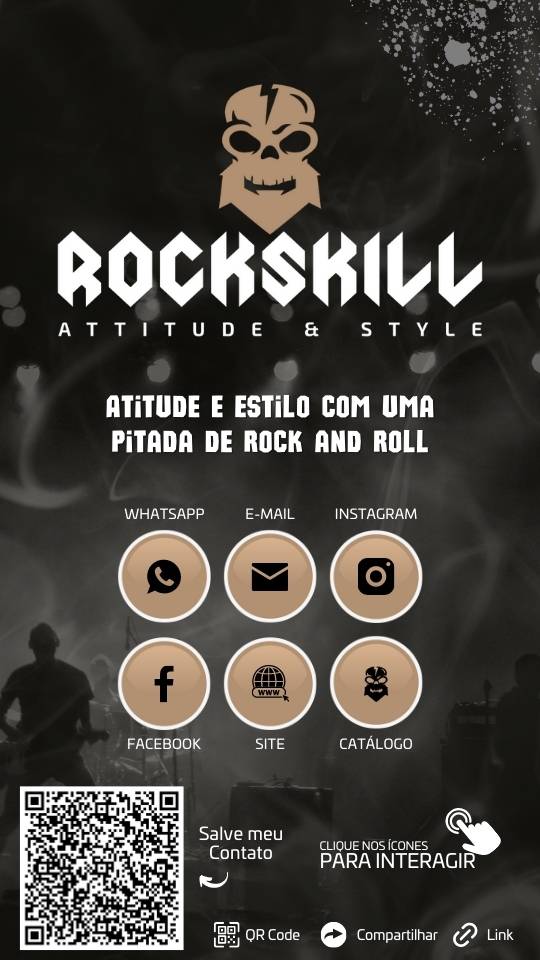 ROCKSKILL
ATTITUDE & STYLE
ATiTUDE E ESTiLO COM UMA
PiTADA DE ROCK AND ROLL
WHATSAPP E-MAIL INSTAGRAM
WWW
FACEBOOK SITE CATÁLOGO
Salve meu
Contato
CLIQUE NOS ÍCONES
PARA INTERAGIR
QR Code Compartilhar Link